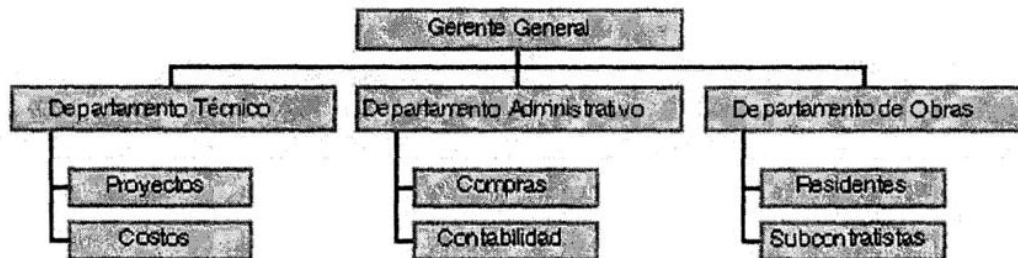 Gerente General
Departamento Técnico
Departamento Administrativo
Departamento de Obras
Proyectos
Compras
Residentes
Costos
Contabilidad
Subcontratistas